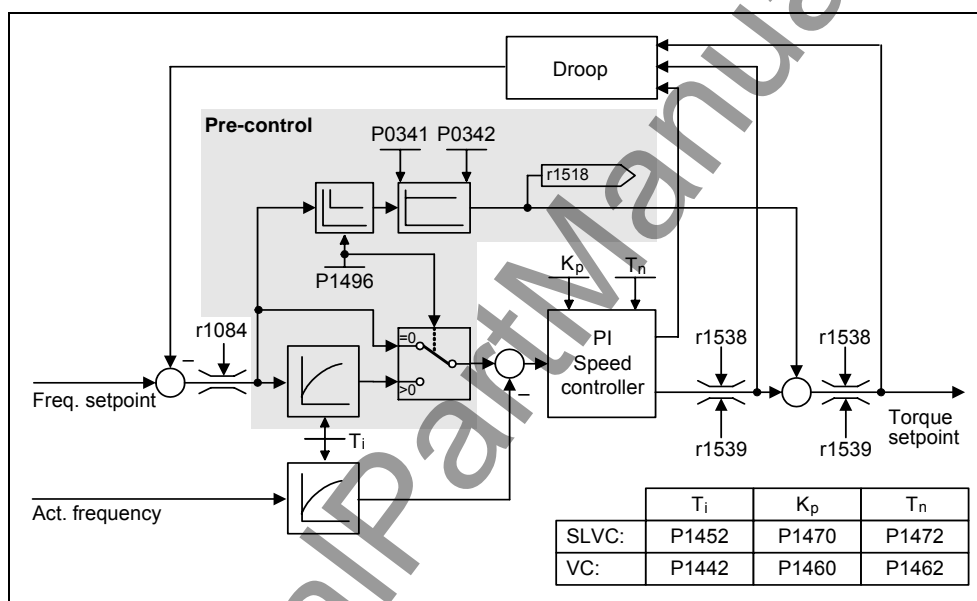 Droop
Pre-control
P0341 P0342
r1518
P1496
Kp Tn
r1084
=0
>0
PI
Speed
controller
r1538 r1538
–
–
Freq. setpoint
Torque
setpoint
r1539 r1539
Ti
Act. frequency
Ti Kp Tn
SLVC: P1452 P1470 P1472
VC: P1442 P1460 P1462